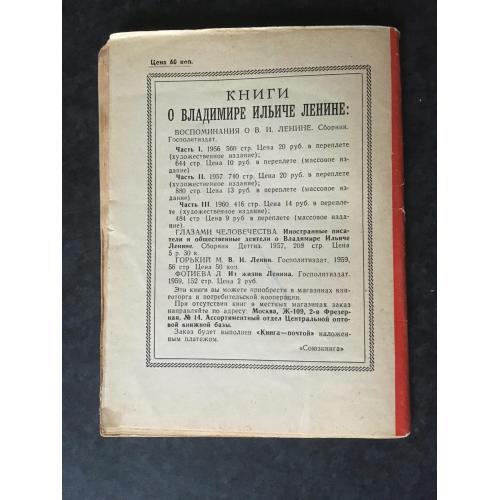 Цена 60 коп.
КНИГИ
О ВЛАДИМИРЕ ИЛЬИЧЕ ЛЕНИНЕ:
ВОСПОМИНАНИЯ О В. И. ЛЕНИНЕ. Сборник.
Госполитиздат.
Часть I. 1956 560 стр. Цена 20 руб. в переплете
(художественное издание);
644 стр. Цена 10 руб. в переплете (массовое из-
дание)
Часть II. 1957. 740 стр. Цена 20 руб. в переплете
(художественное издание);
880 стр. Цена 13 руб. в переплете (массовое из-
дание)
Часть III. 1960. 416 стр. Цена 14 руб. в перепле-
те (художественное издание);
484 стр. Цена 9 руб. в переплете (массовое изда-
ние).
ГЛАЗАМИ ЧЕЛОВЕЧЕСТВА. Иностранные писа-
тели и общественные деятели о Владимире Ильиче
Ленине. Сборник. Детгиз. 1957, 208 стр. Цена
5 р. 30 к.
ГОРЬКИЙ М. В. И. Ленин. Госполитиздат, 1959,
56 стр. Цена 50 коп.
ФОТИЕВА Л. Из жизни Ленина. Госполитиздат.
1959, 152 стр. Цена 2 руб.
Эти книги вы можете приобрести в магазинах кни-
готорга и потребительской кооперации.
При отсутствии книг в местных магазинах заказ
направляйте по адресу: Москва, Ж-109, 2-я Фрезер-
ная, № 14. Ассортиментный отдел Центральной опто-
вой книжной базы.
Заказ будет выполнен «Книга—почтой» наложен-
ным платежом.
«Союзкнига»